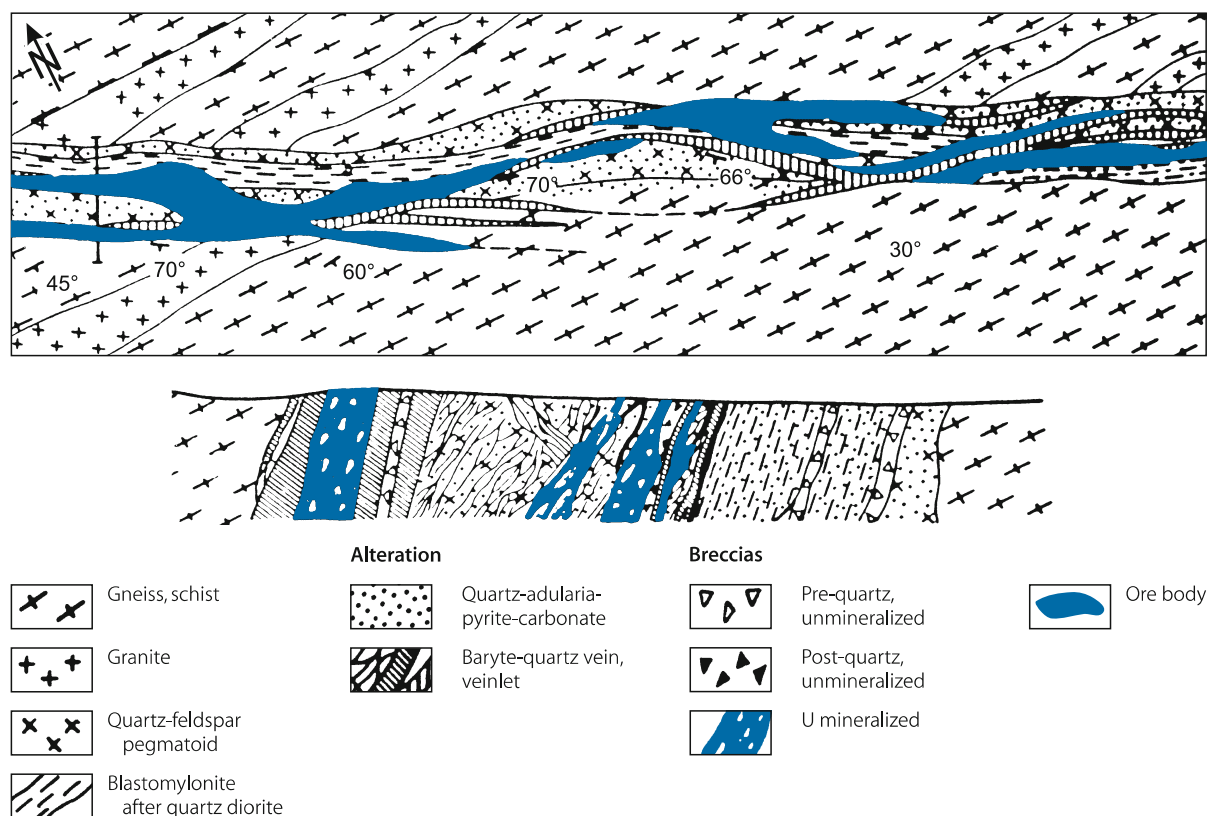 N
70°
66°
30°
70°
60°
45°
Alteration
Breccias
Gneiss, schist
Quartz-adularia-
pyrite-carbonate
Pre-quartz,
unmineralized
Ore body
Granite
Baryte-quartz vein,
veinlet
Post-quartz,
unmineralized
Quartz-feldspar
pegmatoid
U mineralized
Blastomylonite
after quartz diorite